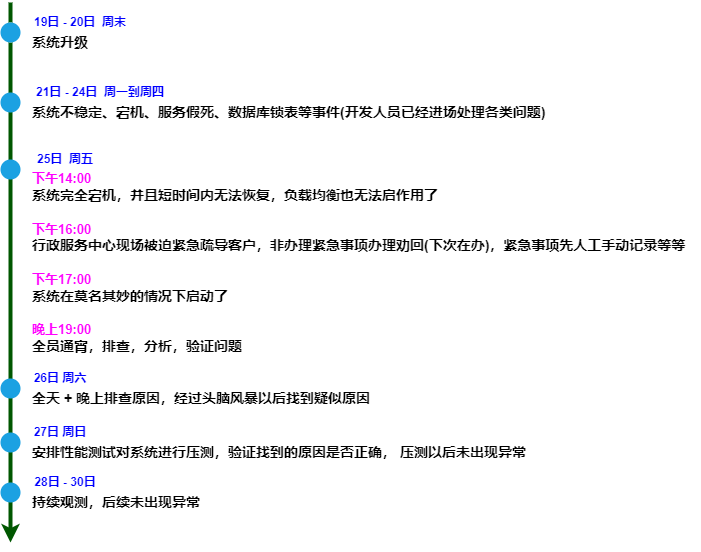 19日 - 20日 周末
系统升级
21日 - 24日 周一到周四
系统不稳定、宕机、服务假死、数据库锁表等事件(开发人员已经进场处理各类问题)
25日 周五
下午14:00
系统完全宕机，并且短时间内无法恢复，负载均衡也无法启作用了
下午16:00
行政服务中心现场被迫紧急疏导客户，非办理紧急事项办理劝回(下次在办)，紧急事项先人工手动记录等等
下午17:00
系统在莫名其妙的情况下启动了
晚上19:00
全员通宵，排查，分析，验证问题
26日 周六
全天 + 晚上排查原因，经过头脑风暴以后找到疑似原因
27日 周日
安排性能测试对系统进行压测，验证找到的原因是否正确， 压测以后未出现异常
28日 - 30日
持续观测，后续未出现异常